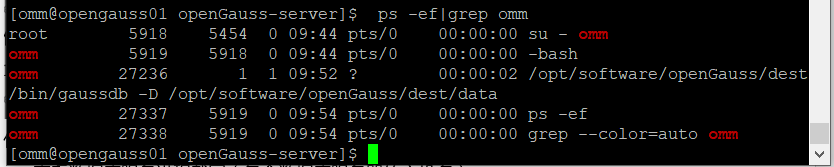 [omm@opengauss01 openGauss-server]$  ps -ef|grep omm
root      5918  5454  0 09:44 pts/0    00:00:00 su - omm
omm       5919  5918  0 09:44 pts/0    00:00:00 -bash
omm      27236     1  1 09:52 ?        00:00:02 /opt/software/openGauss/dest
/bin/gaussdb -D /opt/software/openGauss/dest/data
omm      27337  5919  0 09:54 pts/0    00:00:00 ps -ef
omm      27338  5919  0 09:54 pts/0    00:00:00 grep --color=auto omm
[omm@opengauss01 openGauss-server]$